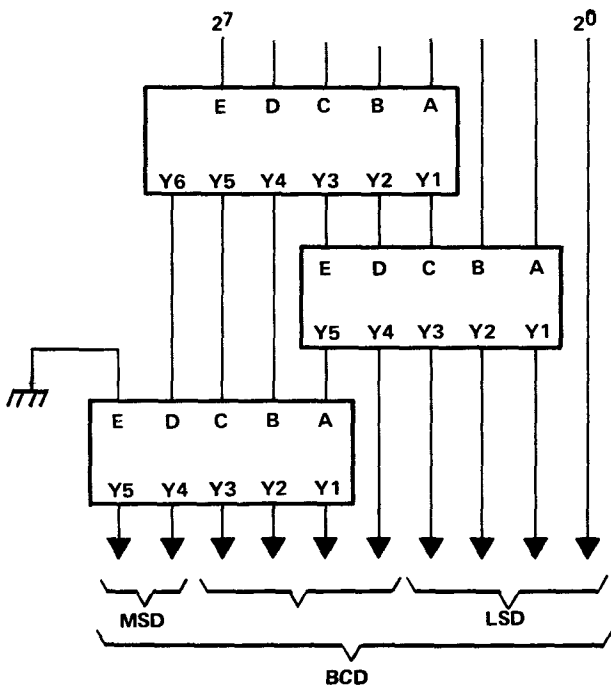 2⁷ 2⁰
E D C B A
Y6 Y5 Y4 Y3 Y2 Y1
E D C B A
Y5 Y4 Y3 Y2 Y1
E D C B A
Y5 Y4 Y3 Y2 Y1
MSD LSD
BCD